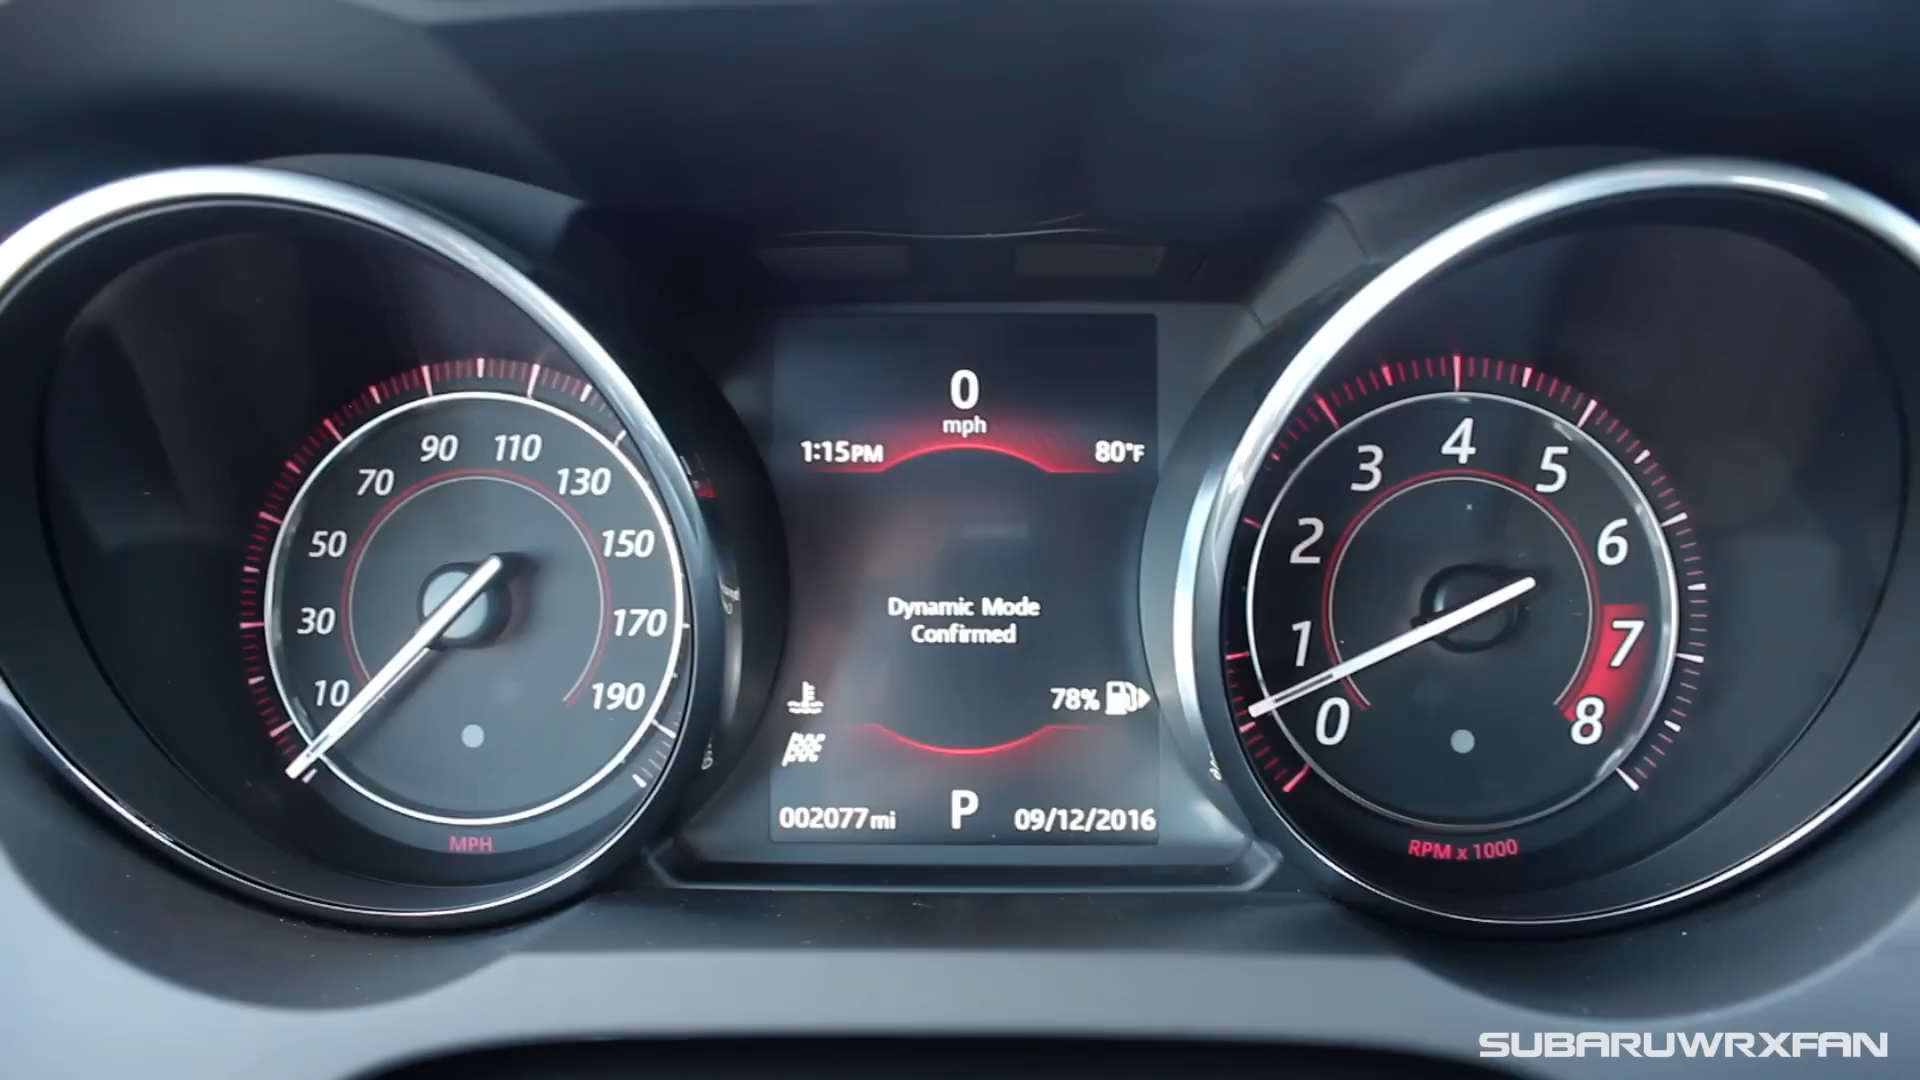 10
30
50
70
90
110
130
150
170
190
MPH
0
mph
1:15PM
80°F
Dynamic Mode
Confirmed
78%
002077mi
P
09/12/2016
0
1
2
3
4
5
6
7
8
RPM x 1000
SUBARUWRXFAN